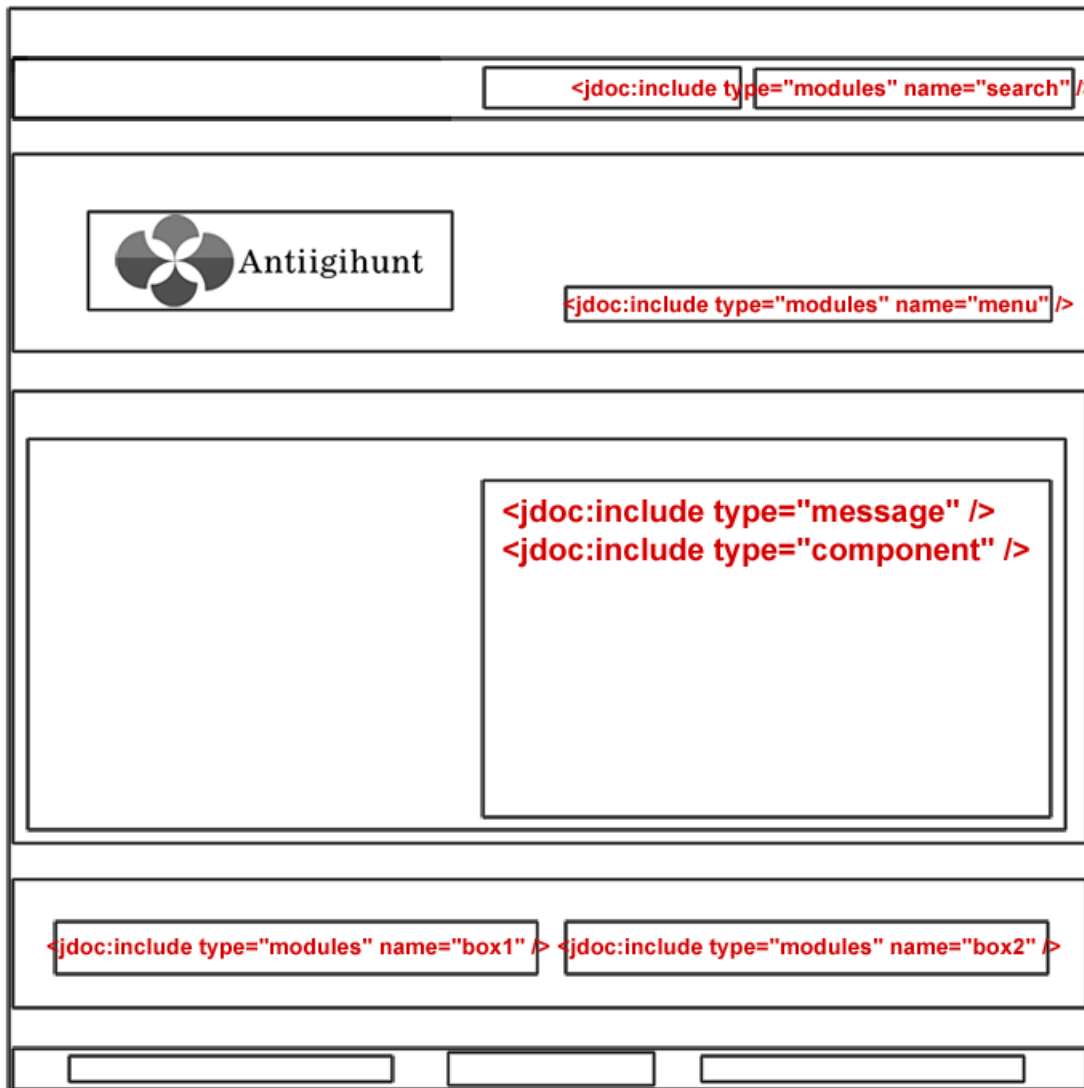 <jdoc:include type="modules" name="search" />
Antiigihunt
<jdoc:include type="modules" name="menu" />
<jdoc:include type="message" />
<jdoc:include type="component" />
<jdoc:include type="modules" name="box1" />
<jdoc:include type="modules" name="box2" />